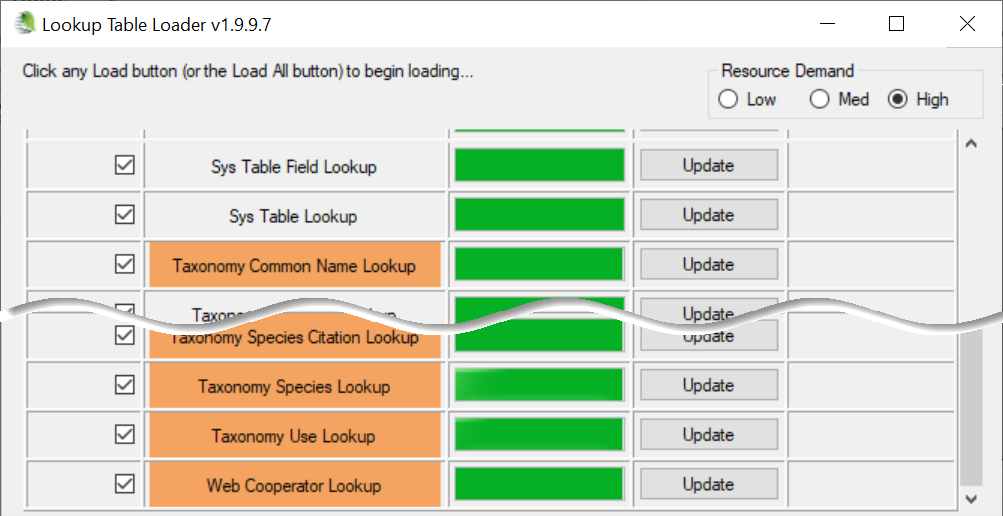 Lookup Table Loader v1.9.9.7
Click any Load button (or the Load All button) to begin loading...
Resource Demand
Low Med High
Sys Table Field Lookup Update
Sys Table Lookup Update
Taxonomy Common Name Lookup Update
Update
Taxonomy Species Citation Lookup Update
Taxonomy Species Lookup Update
Taxonomy Use Lookup Update
Web Cooperator Lookup Update